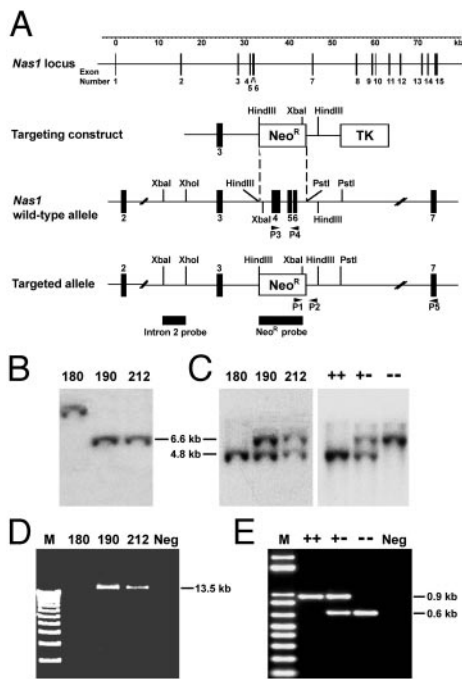 A
0 10 20 30 40 50 60 kb
Nas1 locus
Exon Number 1 2 3 4 5 6 7 8 9 10 11 12 13 14 15
HindIII XbaI HindIII
Targeting construct
3 NeoR TK
XbaI XhoI HindIII PstI PstI
Nas1 wild-type allele
2 3 XbaI 4 56 HindIII 7
P3 P4
XbaI XhoI HindIII XbaI HindIII PstI
Targeted allele
2 3 NeoR 7
P1 P2 P5
Intron 2 probe NeoR probe
B C
180 190 212 180 190 212 ++ +- --
6.6 kb
4.8 kb
D E
M 180 190 212 Neg M ++ +- -- Neg
13.5 kb 0.9 kb
0.6 kb